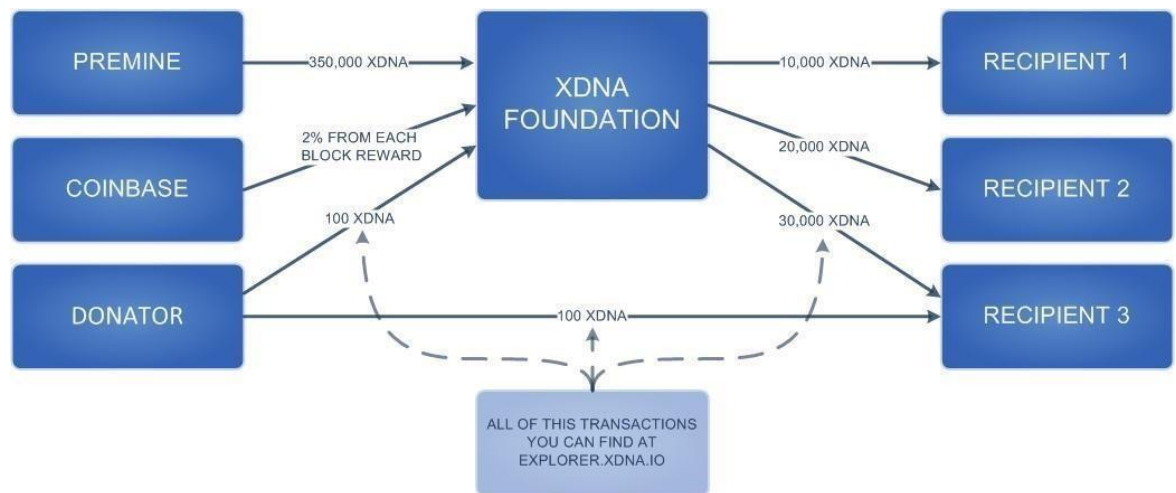 PREMINE
350,000 XDNA
XDNA
FOUNDATION
10,000 XDNA
RECIPIENT 1
2% FROM EACH
BLOCK REWARD
COINBASE
20,000 XDNA
RECIPIENT 2
100 XDNA
30,000 XDNA
DONATOR
100 XDNA
RECIPIENT 3
ALL OF THIS TRANSACTIONS
YOU CAN FIND AT
EXPLORER.XDNA.IO